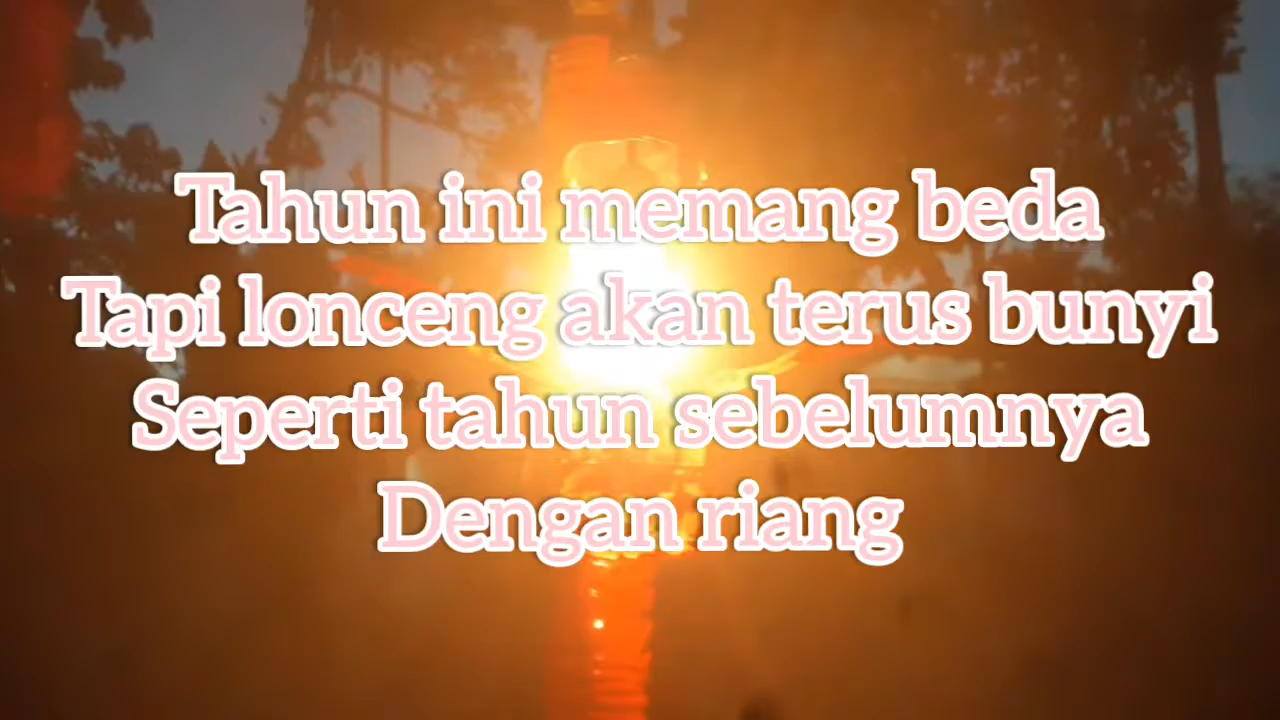 Tahun ini memang beda
Tapi lonceng akan terus bunyi
Seperti tahun sebelumnya
Dengan riang